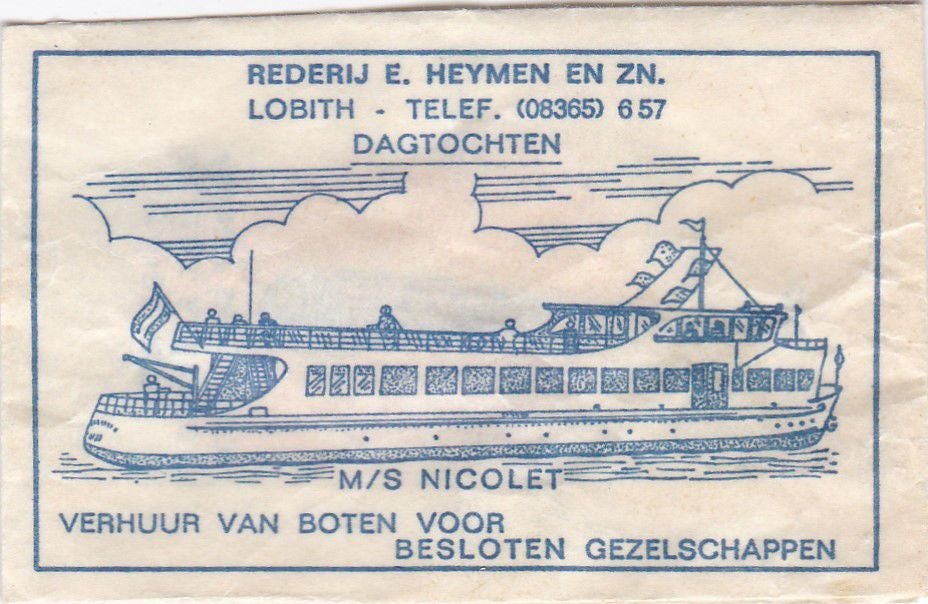 REDERIJ E. HEYMEN EN ZN.
LOBITH - TELEF. (08365) 657
DAGTOCHTEN
M/S NICOLET
VERHUUR VAN BOTEN VOOR
BESLOTEN GEZELSCHAPPEN